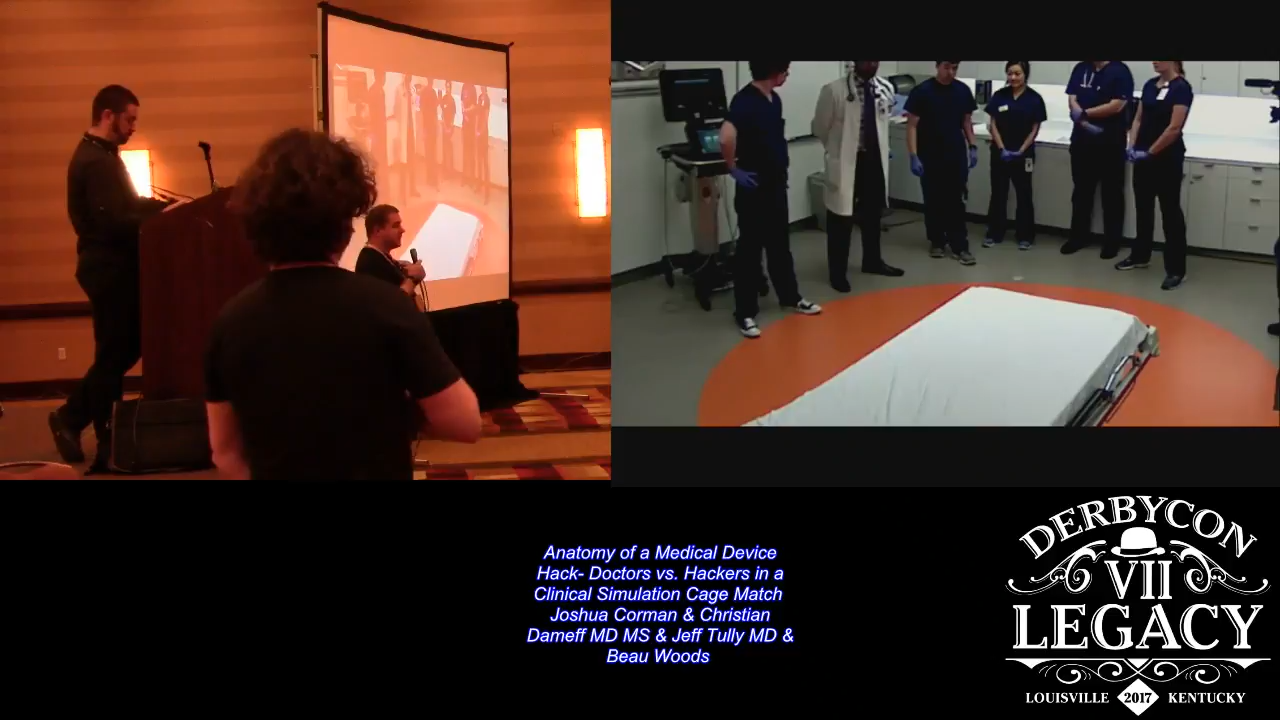 Anatomy of a Medical Device
Hack- Doctors vs. Hackers in a
Clinical Simulation Cage Match
Joshua Corman & Christian
Dameff MD MS & Jeff Tully MD &
Beau Woods
DERBYCON
VII
LEGACY
LOUISVILLE 2017 KENTUCKY